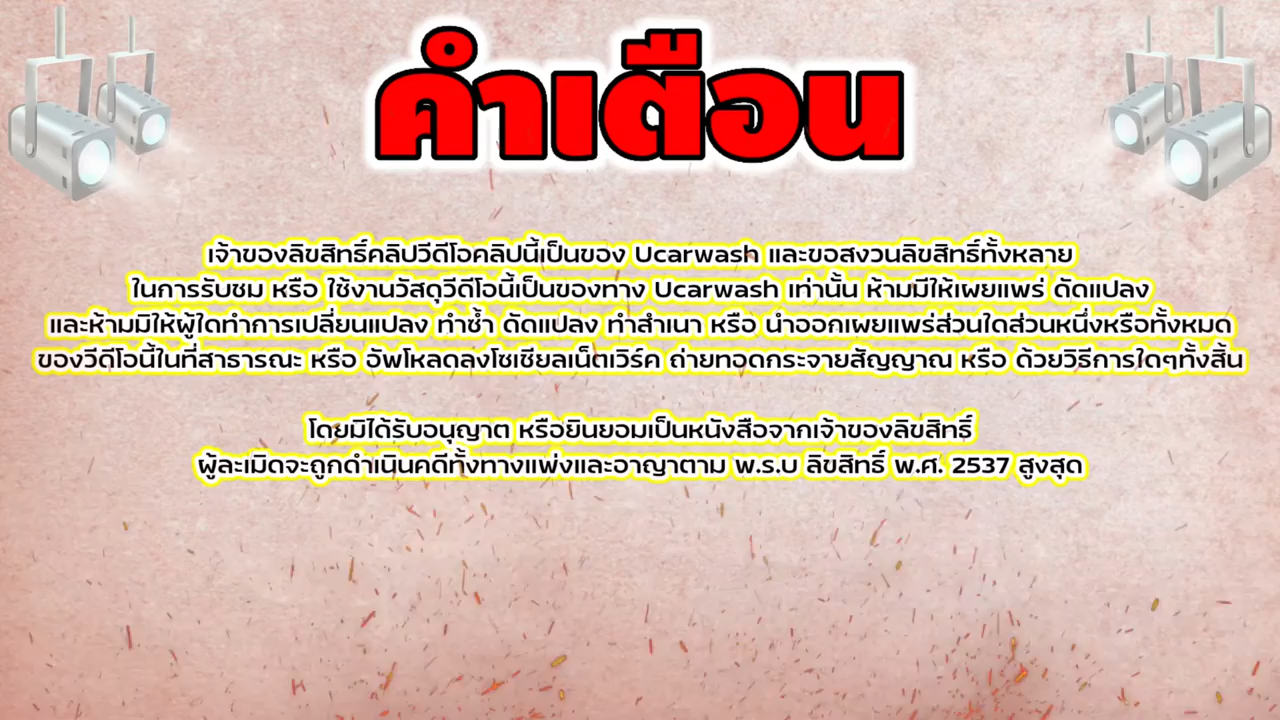 คำเตือน
เจ้าของลิขสิทธิ์คลิปวีดีโอคลิปนี้เป็นของ Ucarwash และขอสงวนลิขสิทธิ์ทั้งหลาย
ในการรับชม หรือ ใช้งานวัสดุวีดีโอนี้เป็นของทาง Ucarwash เท่านั้น ห้ามมีให้เผยแพร่ ดัดแปลง
และห้ามมิให้ผู้ใดทำการเปลี่ยนแปลง ทำซ้ำ ดัดแปลง ทำสำเนา หรือ นำออกเผยแพร่ส่วนใดส่วนหนึ่งหรือทั้งหมด
ของวีดีโอนี้ในที่สาธารณะ หรือ อัพโหลดลงโซเชียลเน็ตเวิร์ค ถ่ายทอดกระจายสัญญาณ หรือ ด้วยวิธีการใดๆทั้งสิ้น
โดยมิได้รับอนุญาต หรือยินยอมเป็นหนังสือจากเจ้าของลิขสิทธิ์
ผู้ละเมิดจะถูกดำเนินคดีทั้งทางแพ่งและอาญาตาม พ.ร.บ ลิขสิทธิ์ พ.ศ. 2537 สูงสุด